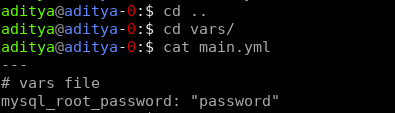 aditya@aditya-0:$ cd ..
aditya@aditya-0:$ cd vars/
aditya@aditya-0:$ cat main.yml
---
# vars file
mysql_root_password: "password"